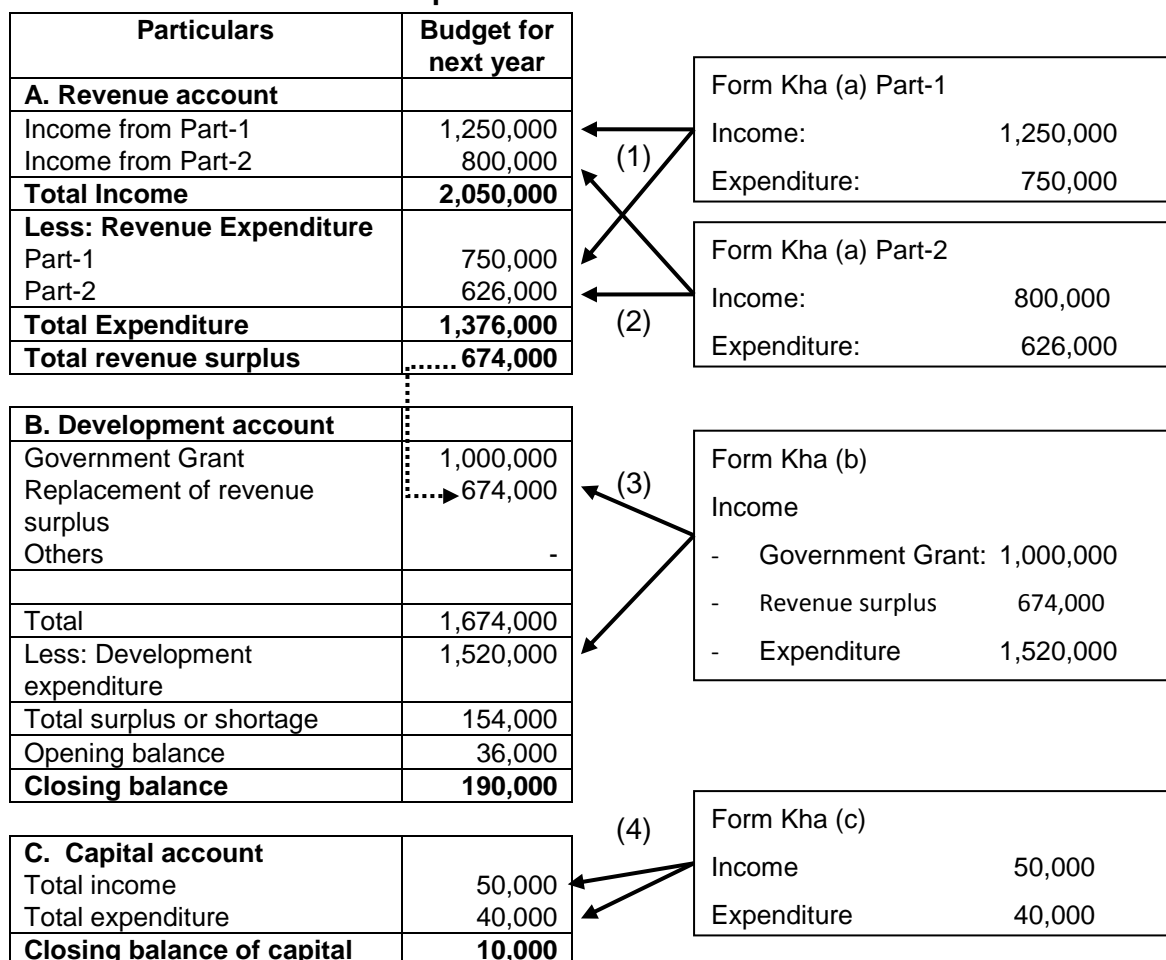 Particulars Budget for
next year
A. Revenue account
Income from Part-1 1,250,000
Income from Part-2 800,000
Total Income 2,050,000
Less: Revenue Expenditure
Part-1 750,000
Part-2 626,000
Total Expenditure 1,376,000
Total revenue surplus 674,000
(1)
(2)
Form Kha (a) Part-1
Income: 1,250,000
Expenditure: 750,000
Form Kha (a) Part-2
Income: 800,000
Expenditure: 626,000
B. Development account
Government Grant 1,000,000
Replacement of revenue 674,000
surplus
Others -
Total 1,674,000
Less: Development 1,520,000
expenditure
Total surplus or shortage 154,000
Opening balance 36,000
Closing balance 190,000
(3)
Form Kha (b)
Income
- Government Grant: 1,000,000
- Revenue surplus 674,000
- Expenditure 1,520,000
C. Capital account
Total income 50,000
Total expenditure 40,000
Closing balance of capital 10,000
(4)
Form Kha (c)
Income 50,000
Expenditure 40,000